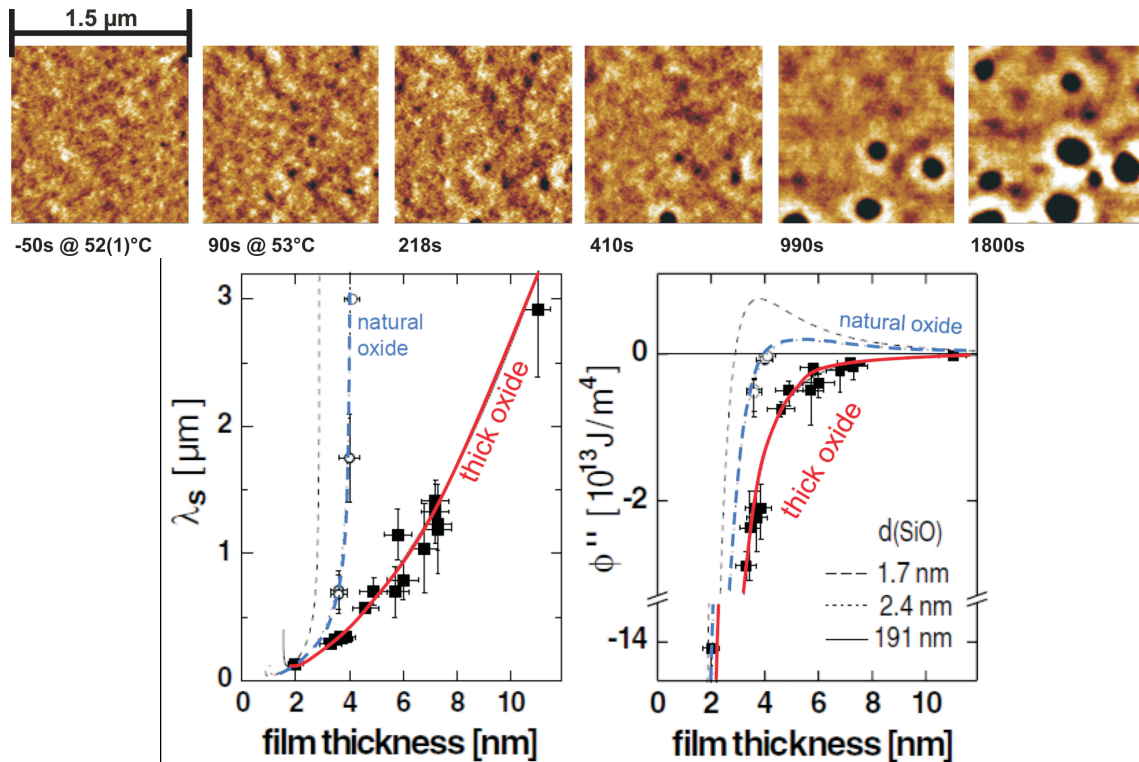 1.5 µm
-50s @ 52(1)°C
90s @ 53°C
218s
410s
990s
1800s
3
2
1
0
λs [µm]
natural
oxide
thick oxide
0 2 4 6 8 10
film thickness [nm]
natural oxide
0
-2
-14
ϕ'' [10¹³J/m⁴]
thick oxide
d(SiO)
1.7 nm
2.4 nm
191 nm
0 2 4 6 8 10
film thickness [nm]